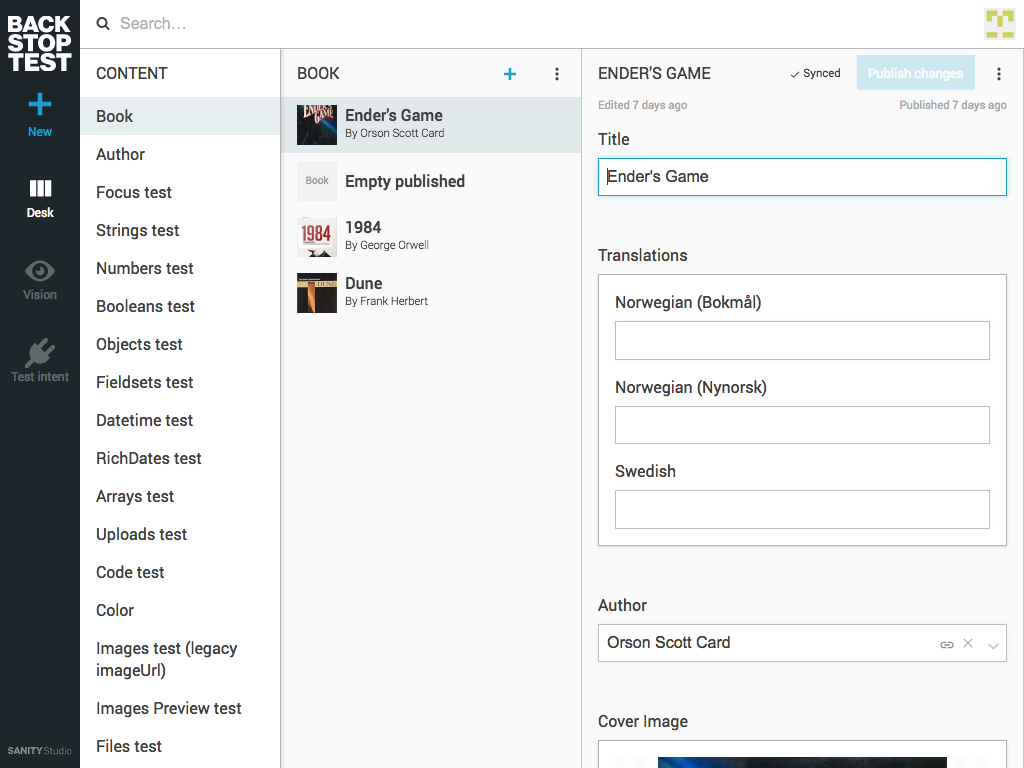 BACK
STOP
TEST
Search...
New
Desk
Vision
Test intent
SANITY Studio
CONTENT
Book
Author
Focus test
Strings test
Numbers test
Booleans test
Objects test
Fieldsets test
Datetime test
RichDates test
Arrays test
Uploads test
Code test
Color
Images test (legacy
imageUrl)
Images Preview test
Files test
BOOK
ENDER'S GAME
Ender's Game
By Orson Scott Card
Book
Empty published
1984
1984
By George Orwell
DUNE
Dune
By Frank Herbert
ENDER'S GAME
Synced
Publish changes
Edited 7 days ago
Published 7 days ago
Title
Ender's Game
Translations
Norwegian (Bokmål)
Norwegian (Nynorsk)
Swedish
Author
Orson Scott Card
Cover Image